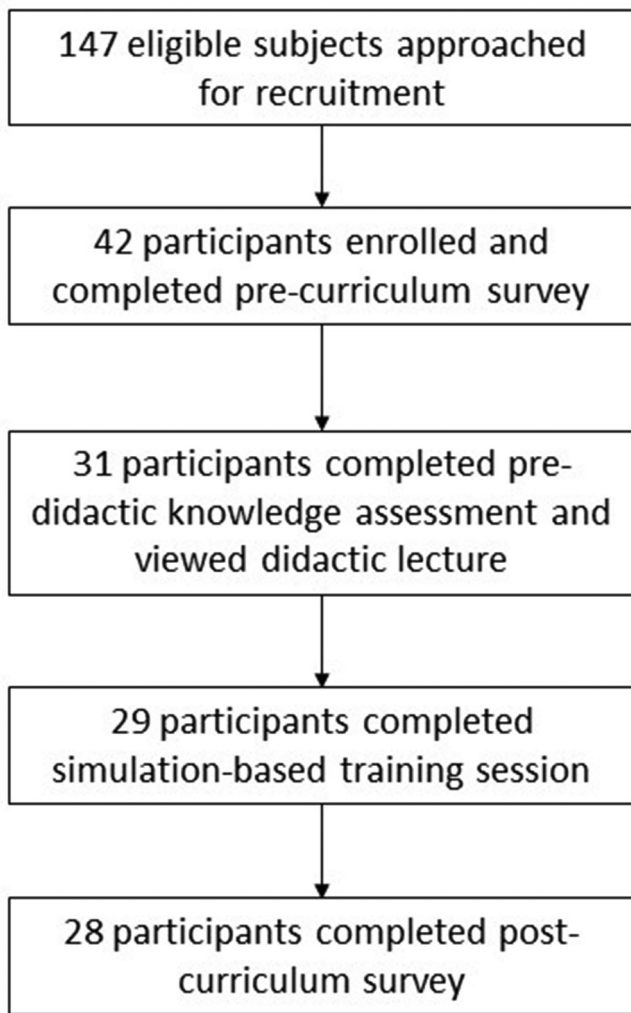 147 eligible subjects approached
for recruitment
42 participants enrolled and
completed pre-curriculum survey
31 participants completed pre-
didactic knowledge assessment and
viewed didactic lecture
29 participants completed
simulation-based training session
28 participants completed post-
curriculum survey